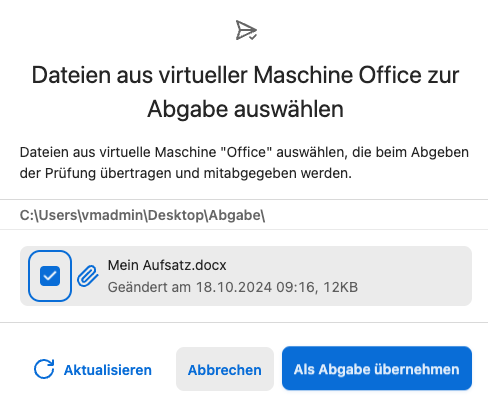 Dateien aus virtueller Maschine Office zur
Abgabe auswählen
Dateien aus virtuelle Maschine "Office" auswählen, die beim Abgeben
der Prüfung übertragen und mitabgegeben werden.
C:\Users\vmadmin\Desktop\Abgabe\
Mein Aufsatz.docx
Geändert am 18.10.2024 09:16, 12KB
Aktualisieren
Abbrechen
Als Abgabe übernehmen